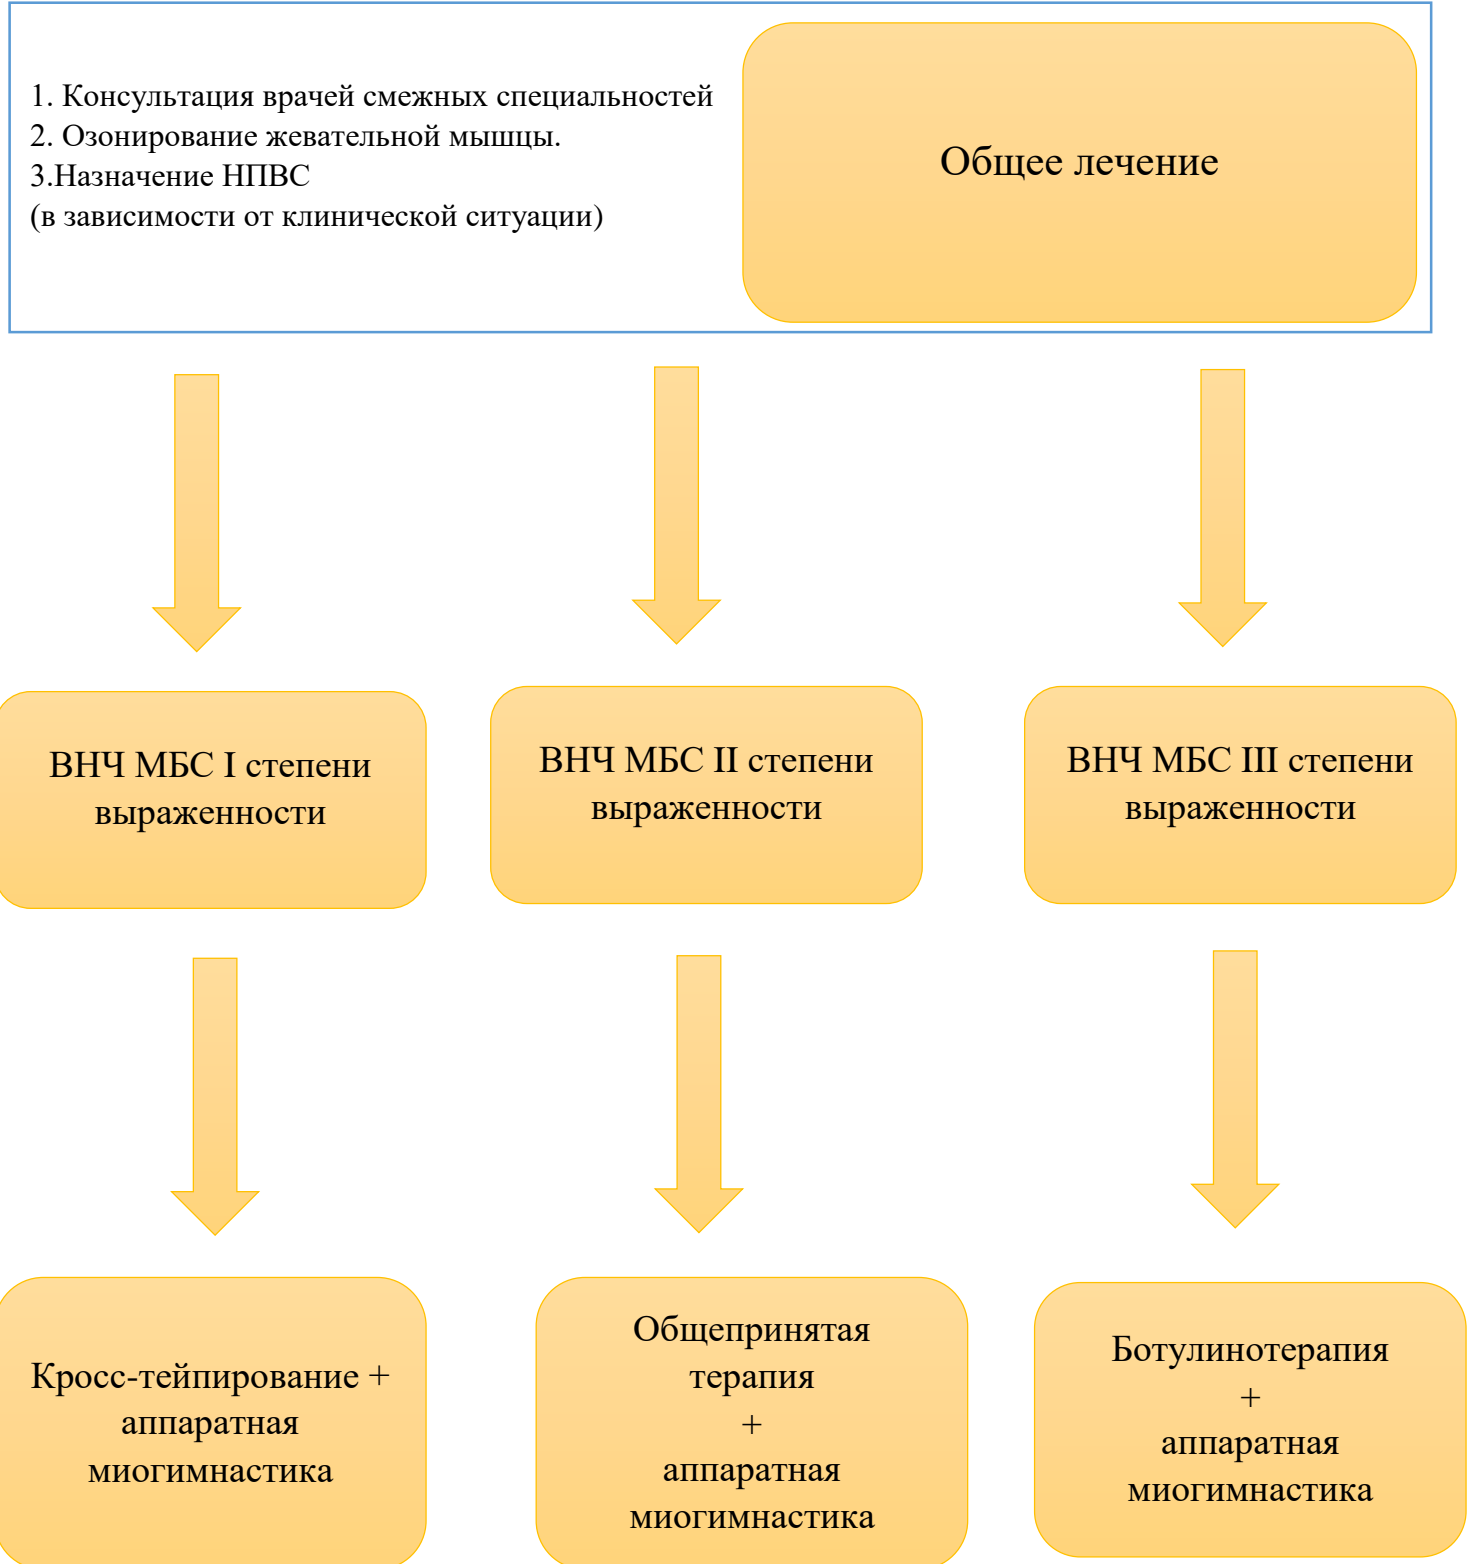 1. Консультация врачей смежных специальностей
2. Озонирование жевательной мышцы.
3.Назначение НПВС
(в зависимости от клинической ситуации)
Общее лечение
ВНЧ МБС I степени
выраженности
ВНЧ МБС II степени
выраженности
ВНЧ МБС III степени
выраженности
Кросс-тейпирование +
аппаратная
миогимнастика
Общепринятая
терапия
+
аппаратная
миогимнастика
Ботулинотерапия
+
аппаратная
миогимнастика